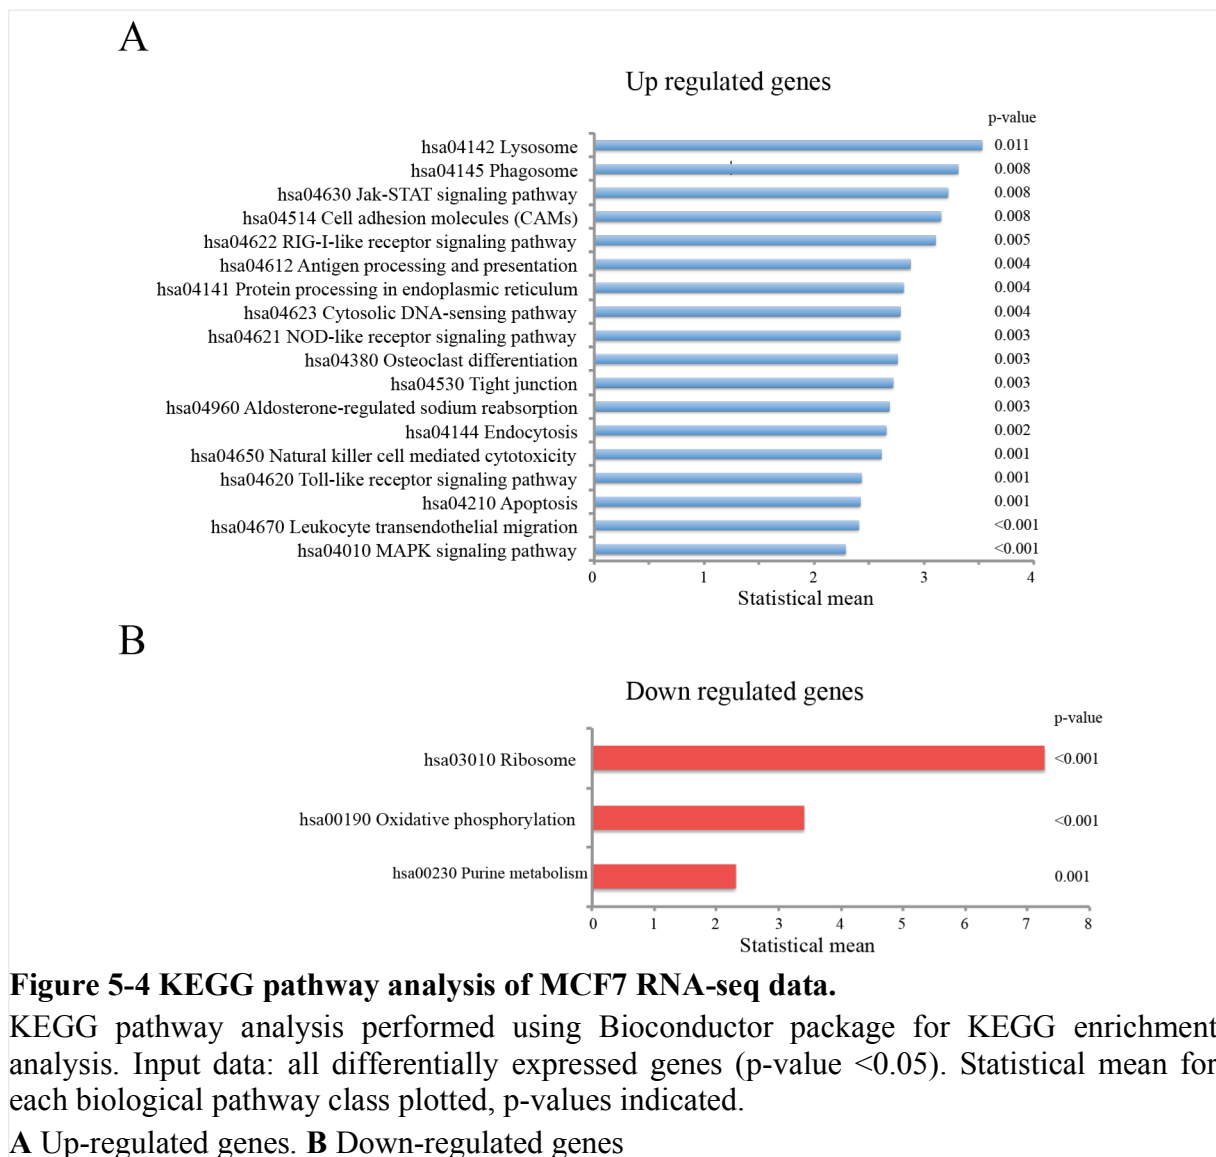 A
Up regulated genes
p-value
hsa04142 Lysosome 0.011
hsa04145 Phagosome 0.008
hsa04630 Jak-STAT signaling pathway 0.008
hsa04514 Cell adhesion molecules (CAMs) 0.008
hsa04622 RIG-I-like receptor signaling pathway 0.005
hsa04612 Antigen processing and presentation 0.004
hsa04141 Protein processing in endoplasmic reticulum 0.004
hsa04623 Cytosolic DNA-sensing pathway 0.004
hsa04621 NOD-like receptor signaling pathway 0.003
hsa04380 Osteoclast differentiation 0.003
hsa04530 Tight junction 0.003
hsa04960 Aldosterone-regulated sodium reabsorption 0.003
hsa04144 Endocytosis 0.002
hsa04650 Natural killer cell mediated cytotoxicity 0.001
hsa04620 Toll-like receptor signaling pathway 0.001
hsa04210 Apoptosis 0.001
hsa04670 Leukocyte transendothelial migration <0.001
hsa04010 MAPK signaling pathway <0.001
0 1 2 3 4
Statistical mean
B
Down regulated genes
p-value
hsa03010 Ribosome <0.001
hsa00190 Oxidative phosphorylation <0.001
hsa00230 Purine metabolism 0.001
0 1 2 3 4 5 6 7 8
Statistical mean
Figure 5-4 KEGG pathway analysis of MCF7 RNA-seq data.
KEGG pathway analysis performed using Bioconductor package for KEGG enrichment
analysis. Input data: all differentially expressed genes (p-value <0.05). Statistical mean for
each biological pathway class plotted, p-values indicated.
A Up-regulated genes. B Down-regulated genes